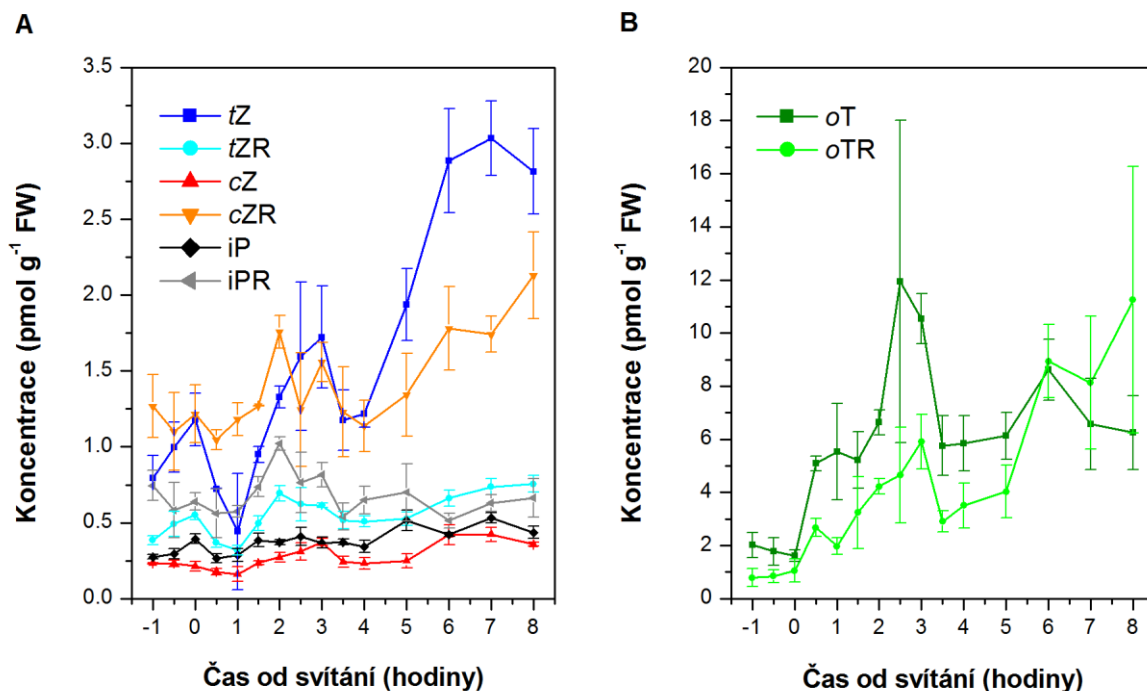 A
Koncentrace (pmol g⁻¹ FW)
3.5
3.0
2.5
2.0
1.5
1.0
0.5
0.0
tZ
tZR
cZ
cZR
iP
iPR
-1 0 1 2 3 4 5 6 7 8
Čas od svítání (hodiny)
B
Koncentrace (pmol g⁻¹ FW)
20
18
16
14
12
10
8
6
4
2
0
oT
oTR
-1 0 1 2 3 4 5 6 7 8
Čas od svítání (hodiny)